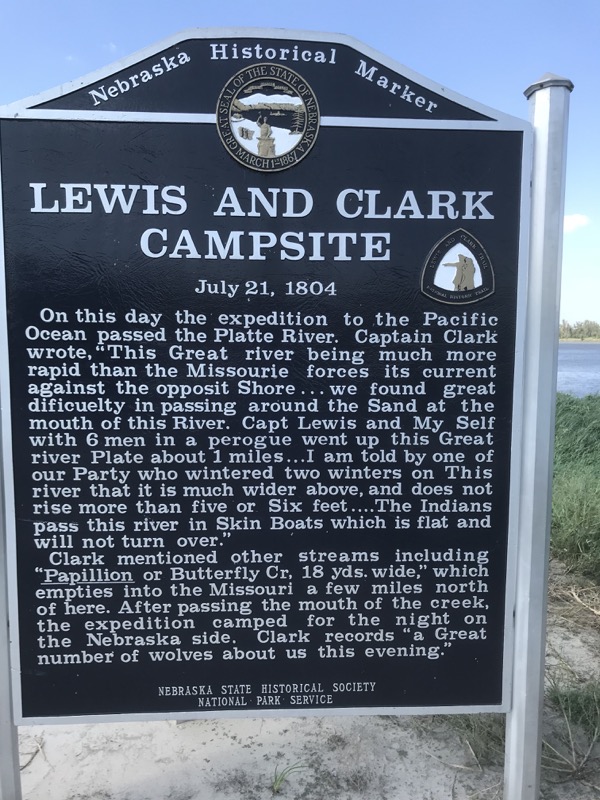 Nebraska Historical Marker
GREAT SEAL OF THE STATE OF NEBRASKA
MARCH 1ST 1867
LEWIS AND CLARK
CAMPSITE
July 21, 1804
On this day the expedition to the Pacific
Ocean passed the Platte River. Captain Clark
wrote, "This Great river being much more
rapid than the Missourie forces its current
against the opposit Shore... we found great
dificuelty in passing around the Sand at the
mouth of this River. Capt Lewis and My Self
with 6 men in a perogue went up this Great
river Plate about 1 miles...I am told by one of
our Party who wintered two winters on This
river that it is much wider above, and does not
rise more than five or Six feet....The Indians
pass this river in Skin Boats which is flat and
will not turn over."
Clark mentioned other streams including
"Papillion or Butterfly Cr. 18 yds. wide," which
empties into the Missouri a few miles north
of here. After passing the mouth of the creek,
the expedition camped for the night on
the Nebraska side. Clark records "a Great
number of wolves about us this evening."
NEBRASKA STATE HISTORICAL SOCIETY
NATIONAL PARK SERVICE